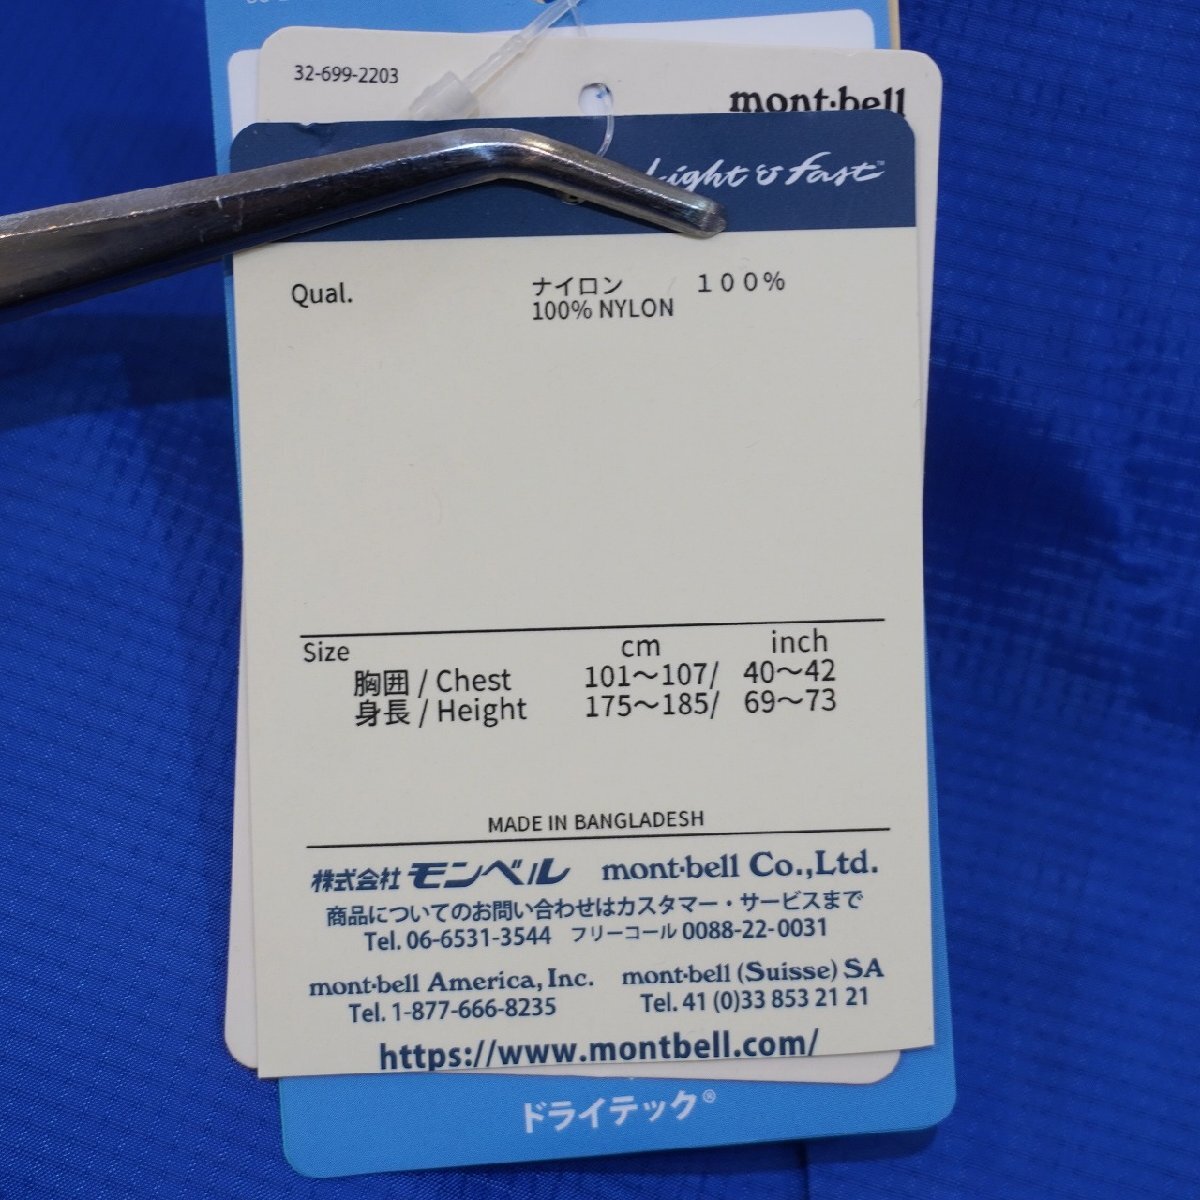 32-699-2203
mont·bell
Light & Fast™
Qual. ナイロン １００%
100% NYLON
Size cm inch
胸囲 / Chest 101～107/ 40～42
身長 / Height 175～185/ 69～73
MADE IN BANGLADESH
株式会社 モンベル mont·bell Co.,Ltd.
商品についてのお問い合わせはカスタマー・サービスまで
Tel. 06-6531-3544 フリーコール 0088-22-0031
mont·bell America, Inc. mont·bell (Suisse) SA
Tel. 1-877-666-8235 Tel. 41 (0)33 853 21 21
https://www.montbell.com/
ドライテック®